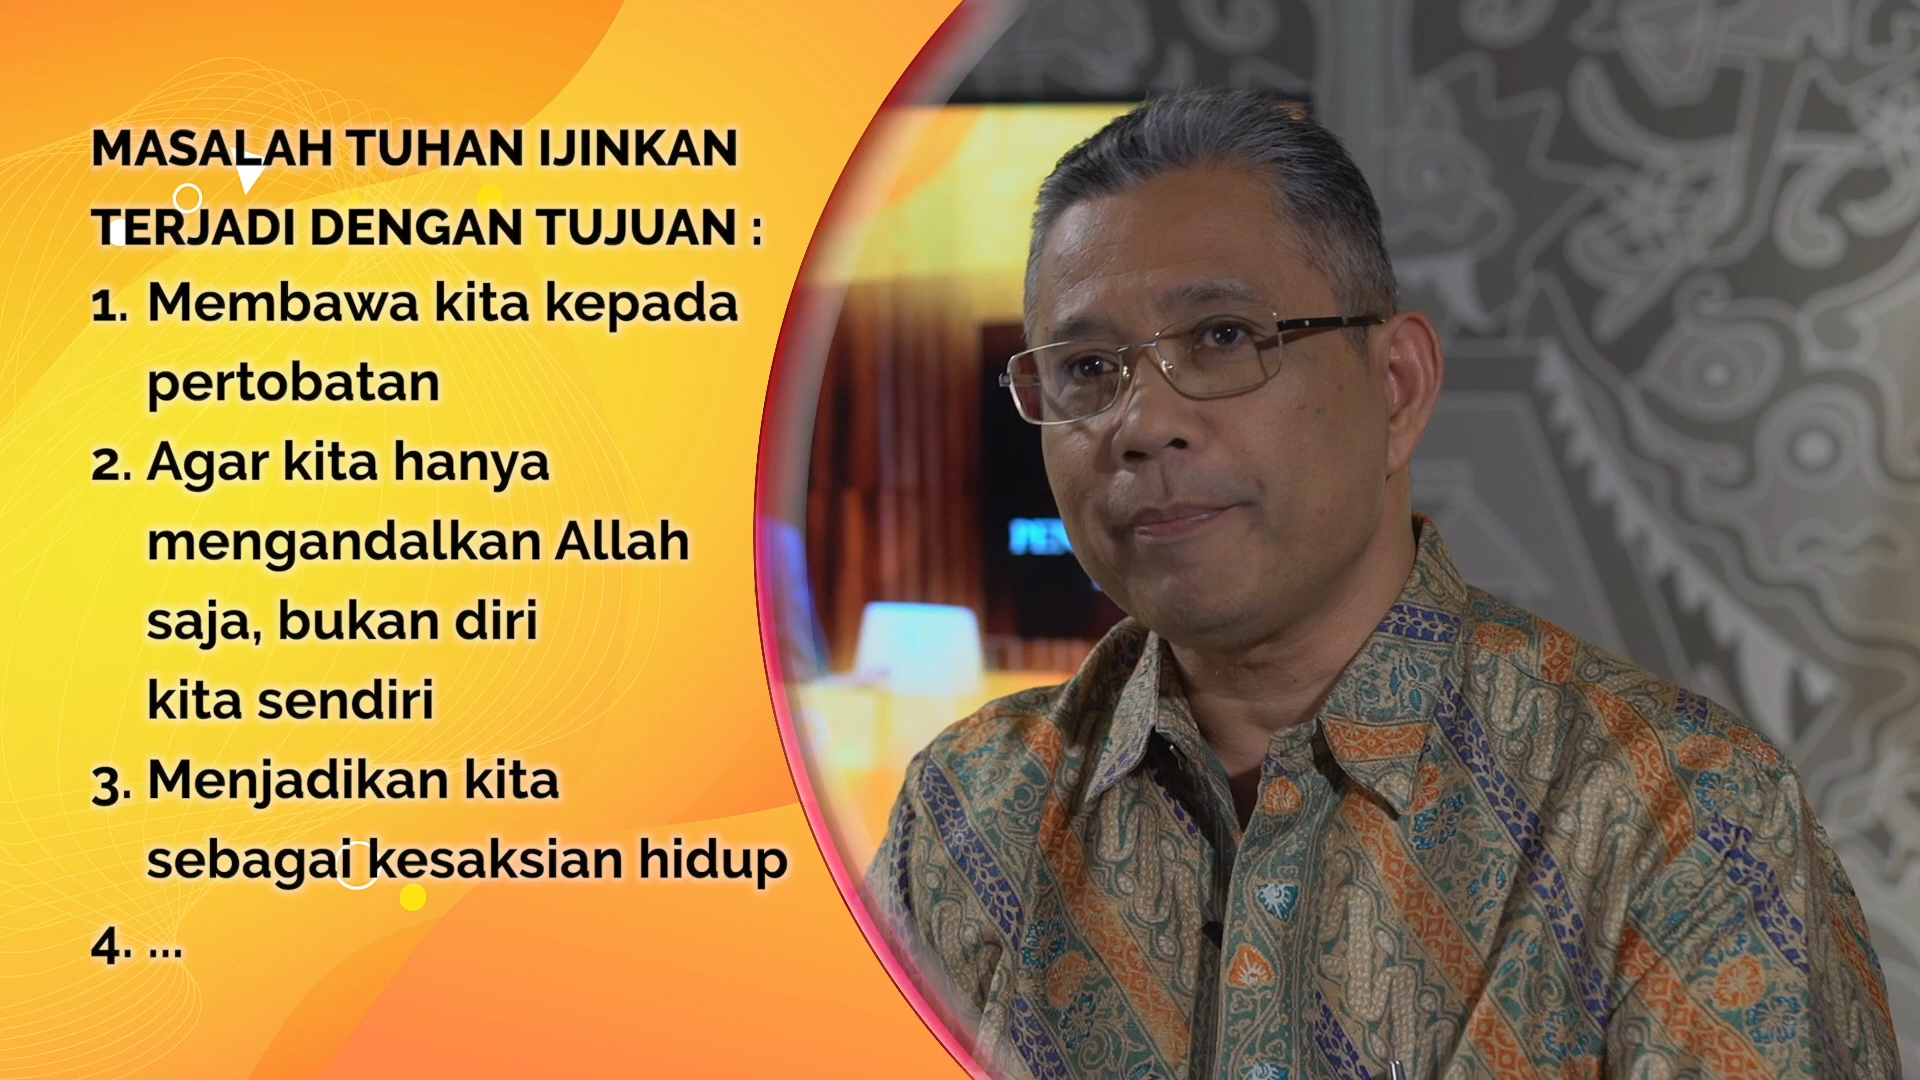 MASALAH TUHAN IJINKAN
TERJADI DENGAN TUJUAN :
1. Membawa kita kepada
pertobatan
2. Agar kita hanya
mengandalkan Allah
saja, bukan diri
kita sendiri
3. Menjadikan kita
sebagai kesaksian hidup
4. ...